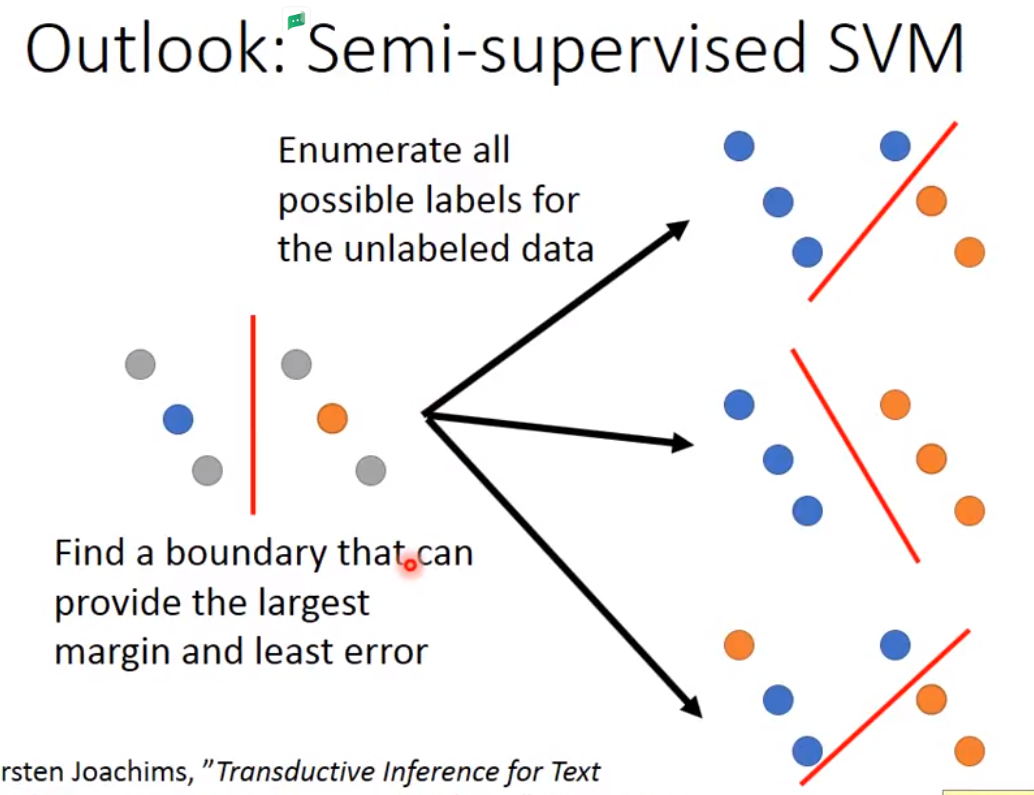 Outlook: Semi-supervised SVM
Enumerate all
possible labels for
the unlabeled data
Find a boundary that can
provide the largest
margin and least error
rsten Joachims, ”Transductive Inference for Text